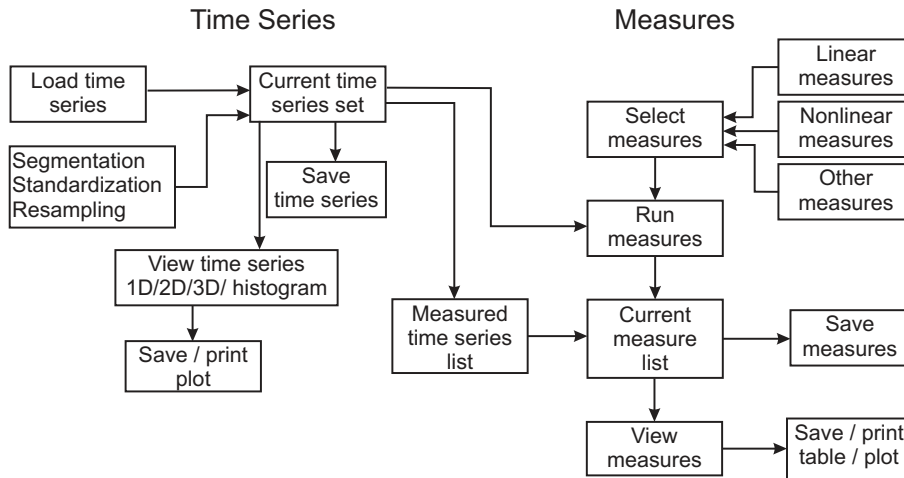 Time Series
Measures
Load time
series
Current time
series set
Segmentation
Standardization
Resampling
Save
time series
View time series
1D/2D/3D/ histogram
Save / print
plot
Measured
time series
list
Select
measures
Linear
measures
Nonlinear
measures
Other
measures
Run
measures
Current
measure
list
Save
measures
View
measures
Save / print
table / plot